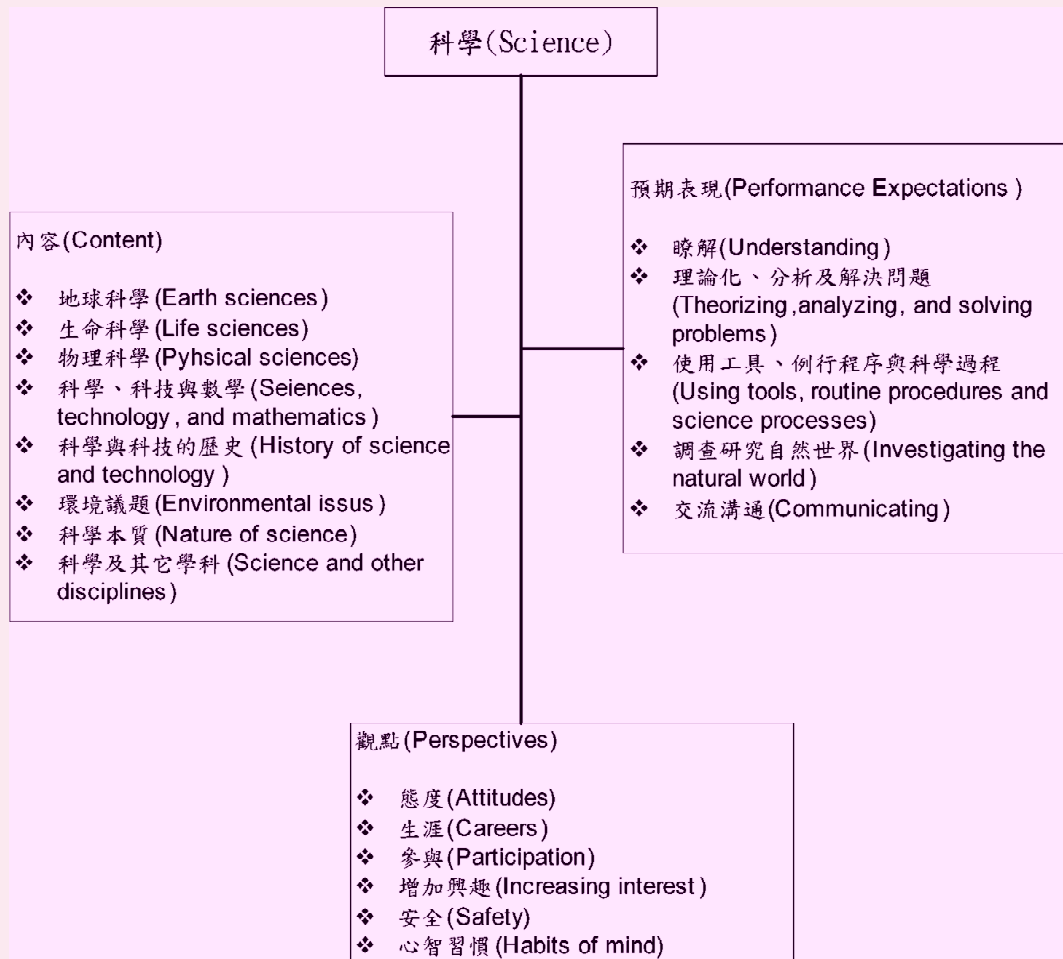 科學(Science)
內容(Content)
❖ 地球科學(Earth sciences)
❖ 生命科學(Life sciences)
❖ 物理科學(Pyhsical sciences)
❖ 科學、科技與數學(Seiences,
technology, and mathematics)
❖ 科學與科技的歷史(History of science
and technology)
❖ 環境議題(Environmental issus)
❖ 科學本質(Nature of science)
❖ 科學及其它學科(Science and other
disciplines)
預期表現(Performance Expectations)
❖ 瞭解(Understanding)
❖ 理論化、分析及解決問題
(Theorizing,analyzing, and solving
problems)
❖ 使用工具、例行程序與科學過程
(Using tools, routine procedures and
science processes)
❖ 調查研究自然世界(Investigating the
natural world)
❖ 交流溝通(Communicating)
觀點(Perspectives)
❖ 態度(Attitudes)
❖ 生涯(Careers)
❖ 參與(Participation)
❖ 增加興趣(Increasing interest)
❖ 安全(Safety)
❖ 心智習慣(Habits of mind)